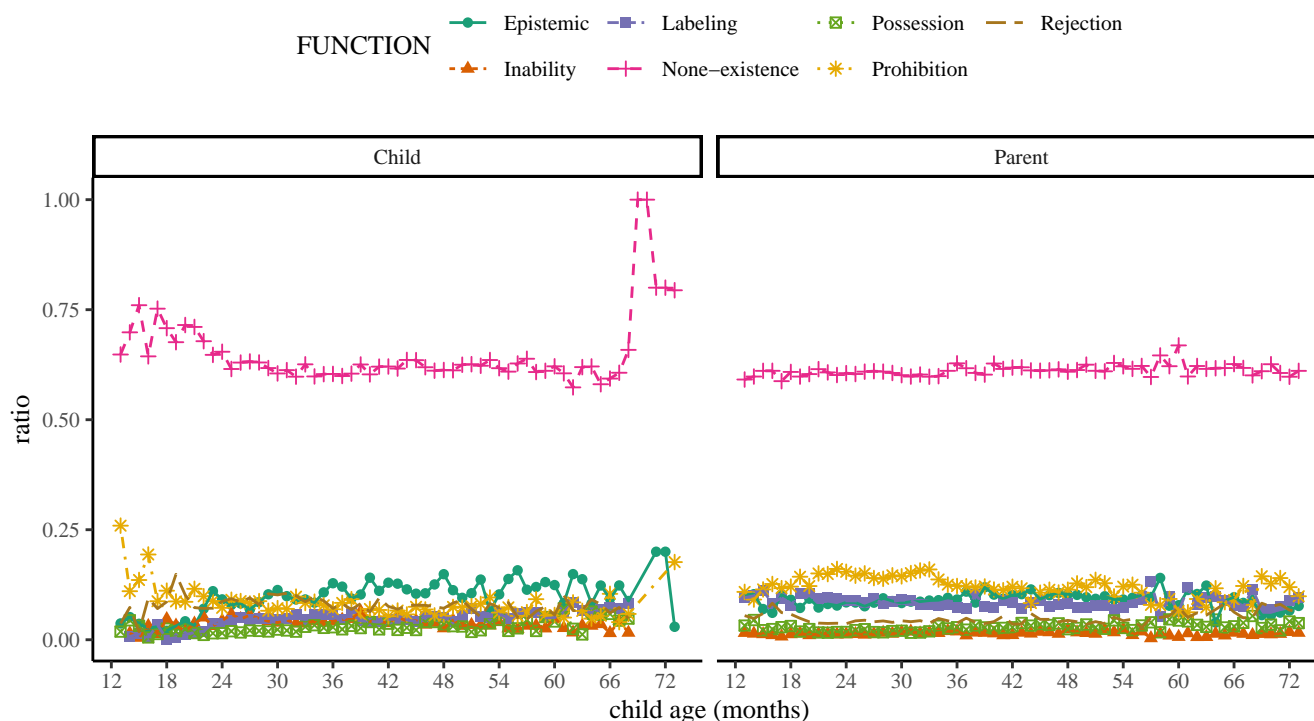 FUNCTION
Epistemic Labeling Possession Rejection
Inability None−existence Prohibition
Child Parent
1.00
0.75
0.50
0.25
0.00
ratio
12 18 24 30 36 42 48 54 60 66 72 12 18 24 30 36 42 48 54 60 66 72
child age (months)